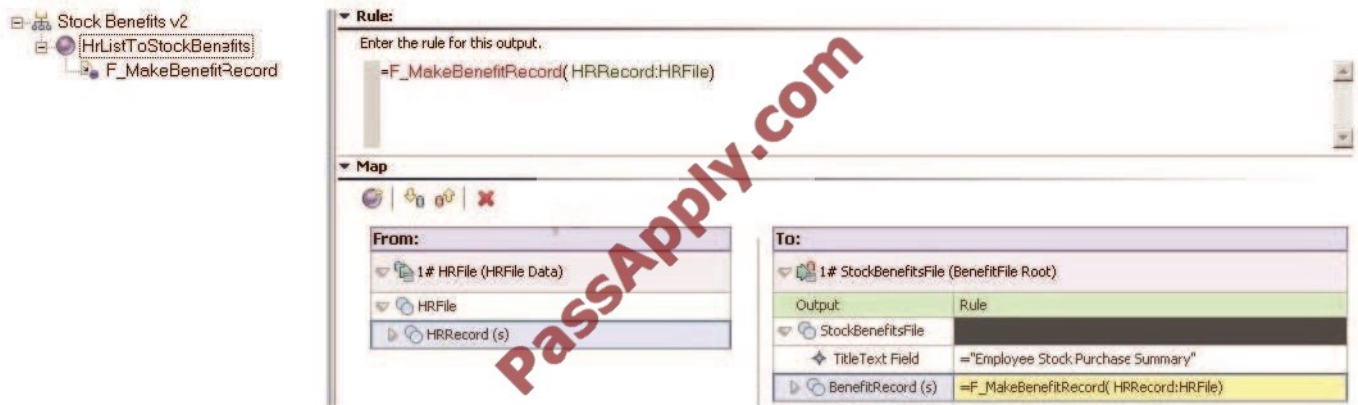 Stock Benefits v2
HrListToStockBenefits
F_MakeBenefitRecord
Rule:
Enter the rule for this output.
=F_MakeBenefitRecord( HRRecord:HRFile)
Map
From:
1# HRFile (HRFile Data)
HRFile
HRRecord (s)
To:
1# StockBenefitsFile (BenefitFile Root)
Output Rule
StockBenefitsFile
TitleText Field ="Employee Stock Purchase Summary"
BenefitRecord (s) =F_MakeBenefitRecord( HRRecord:HRFile)
PassApply.com